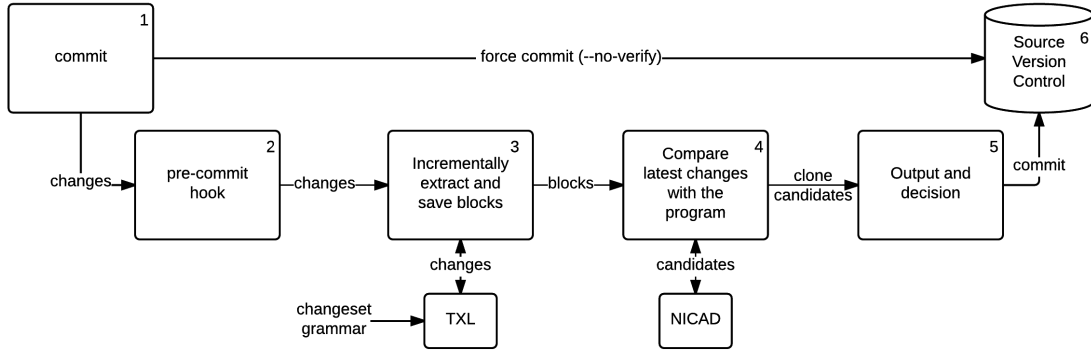 1
commit
force commit (--no-verify)
6
Source
Version
Control
changes
2
pre-commit
hook
changes
3
Incrementally
extract and
save blocks
blocks
4
Compare
latest changes
with the
program
clone
candidates
5
Output and
decision
commit
changes
candidates
changeset
grammar
TXL
NICAD